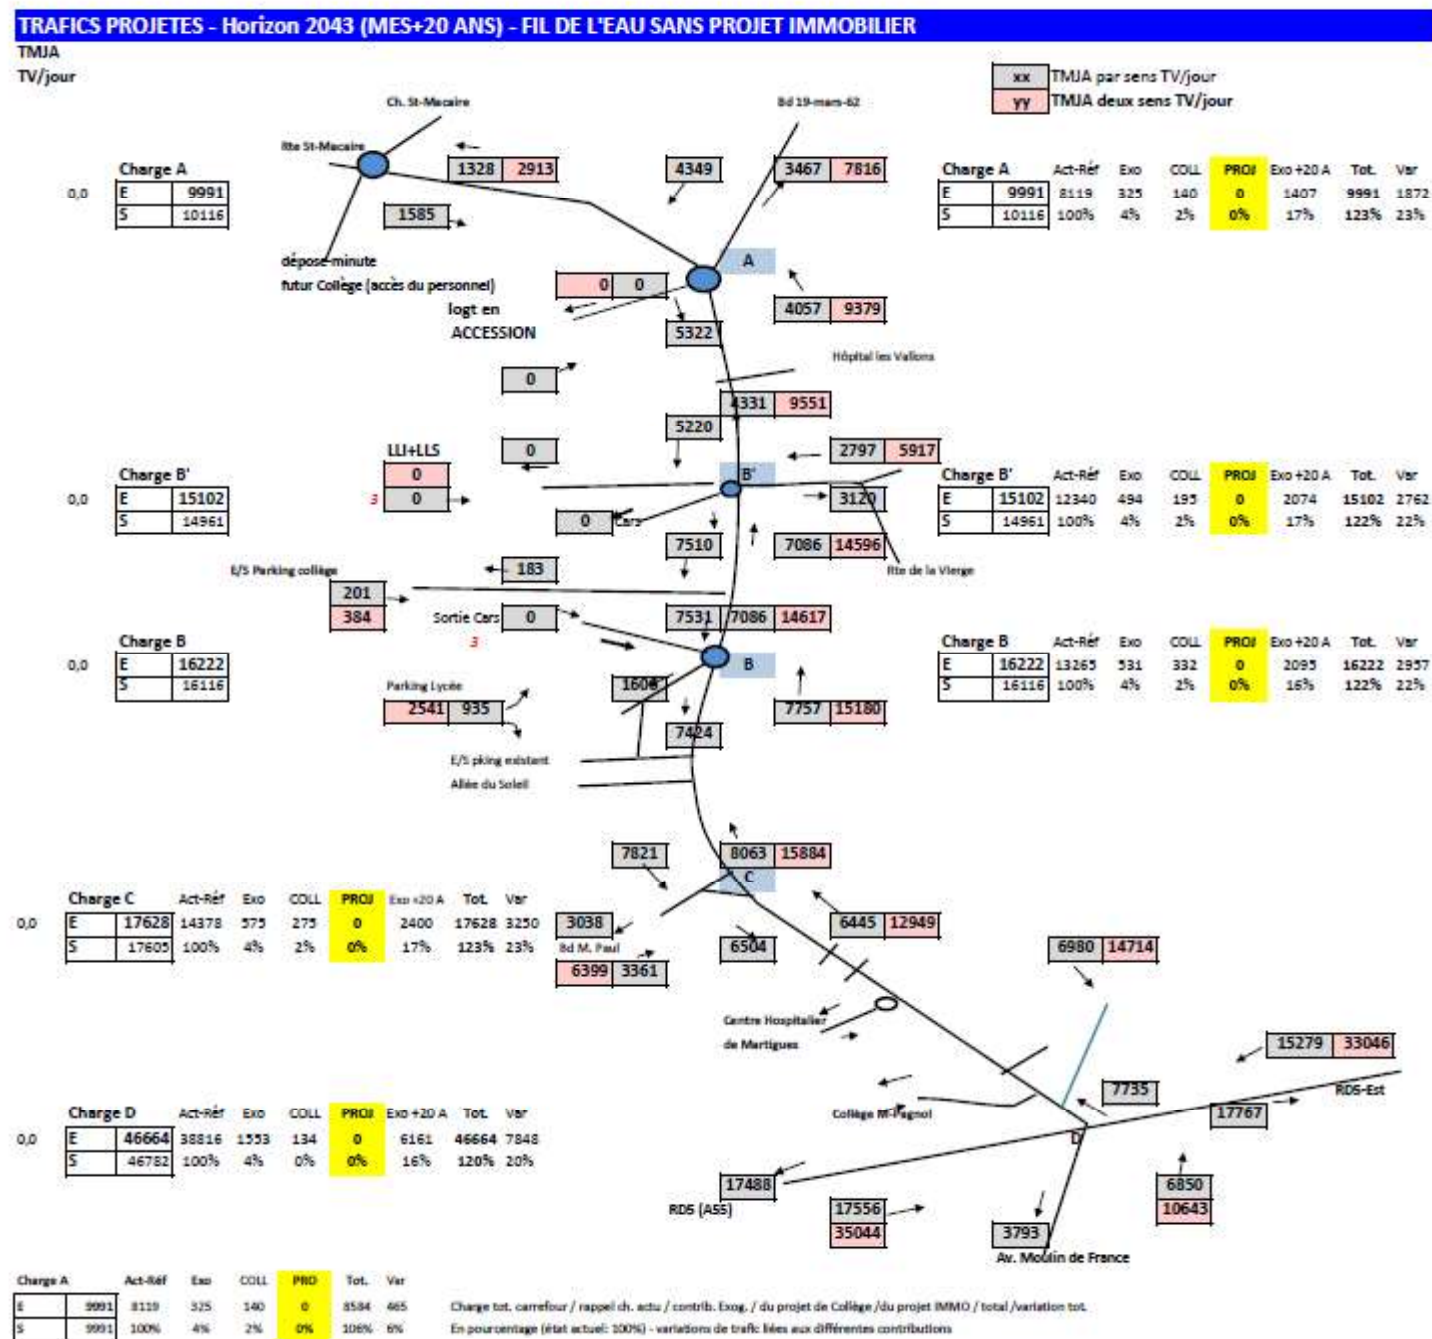 TRAFICS PROJETES - Horizon 2043 (MES+20 ANS) - FIL DE L'EAU SANS PROJET IMMOBILIER
TMJA
TV/jour
xx TMJA par sens TV/jour
yy TMJA deux sens TV/jour
Ch. St-Macaire
Bd 19-mars-62
Rte St-Macaire
1328 2913
4349
3467 7816
0,0
Charge A
E 9991
S 10116
1585
Charge A Act-Réf Exo COLL PROJ Exo +20 A Tot. Var
E 9991 8119 325 140 0 1407 9991 1872
S 10116 100% 4% 2% 0% 17% 123% 23%
dépose-minute
futur Collège (accès du personnel)
A
0 0
logt en
ACCESSION
4057 9379
5322
Hôpital les Vallons
0
4331 9551
5220
LLI+LLS
0
0
2797 5917
0,0
Charge B'
E 15102
S 14961
3
0
B'
3120
Charge B' Act-Réf Exo COLL PROJ Exo +20 A Tot. Var
E 15102 12340 494 195 0 2074 15102 2762
S 14961 100% 4% 2% 0% 17% 122% 22%
0 Cars
7510
7086 14596
Rte de la Vierge
E/S Parking collège
183
201
384
Sortie Cars 0
3
7531 7086 14617
0,0
Charge B
E 16222
S 16116
B
Charge B Act-Réf Exo COLL PROJ Exo +20 A Tot. Var
E 16222 13265 531 332 0 2095 16222 2957
S 16116 100% 4% 2% 0% 16% 122% 22%
Parking Lycée
2541 935
1606
7757 15180
7424
E/S pking existant
Allée du Soleil
7821
8063 15884
C
0,0
Charge C Act-Réf Exo COLL PROJ Exo +20 A Tot. Var
E 17628 14378 575 275 0 2400 17628 3250
S 17605 100% 4% 2% 0% 17% 123% 23%
3038
Bd M. Paul
6399 3361
6504
6445 12949
6980 14714
Centre Hospitalier
de Martigues
15279 33046
RD5-Est
7735
17767
Collège M-Pagnol
D
0,0
Charge D Act-Réf Exo COLL PROJ Exo +20 A Tot. Var
E 46664 38816 1553 134 0 6161 46664 7848
S 46782 100% 4% 0% 0% 16% 120% 20%
17488
RD5 (A55)
17556
35044
6850
10643
3793
Av. Moulin de France
Charge A Act-Réf Exo COLL PRO Tot. Var
E 9991 8119 325 140 0 8584 465
S 9991 100% 4% 2% 0% 106% 6%
Charge tot. carrefour / rappel ch. actu / contrib. Exog. / du projet de Collège /du projet IMMO / total /variation tot.
En pourcentage (état actuel: 100%) - variations de trafic liées aux différentes contributions